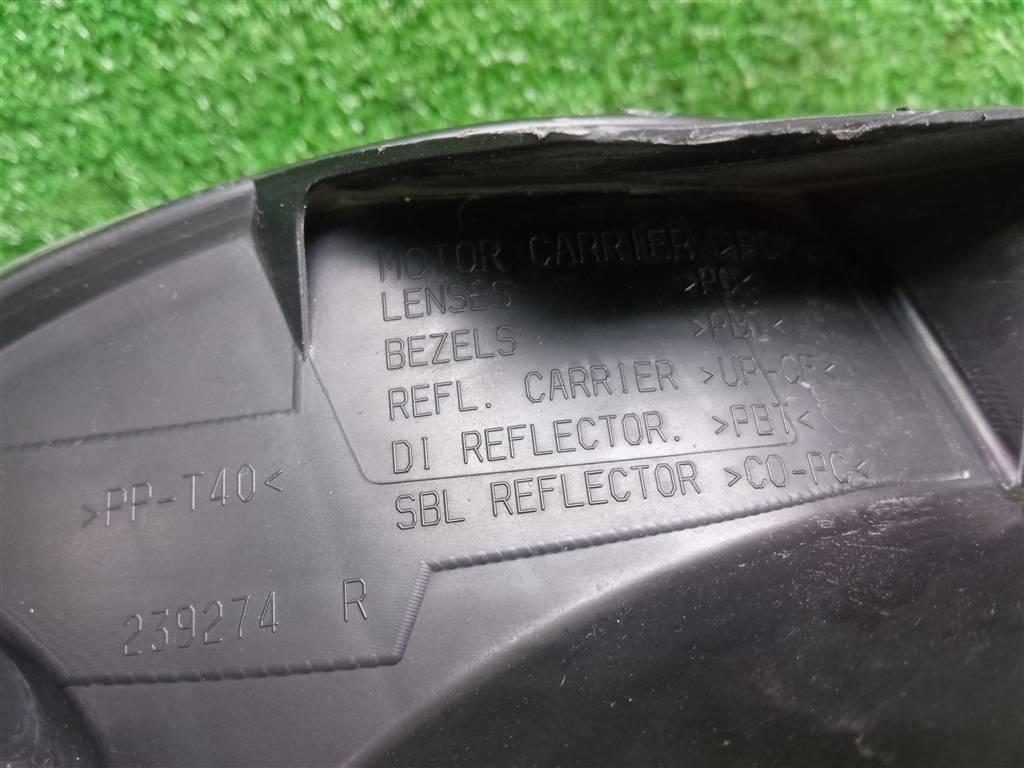 MOTOR CARRIER
LENSES >PC<
BEZELS >PBT<
REFL. CARRIER >UP-CF<
DI REFLECTOR. >PBT<
SBL REFLECTOR >CO-PC<
>PP-T40<
239274 R